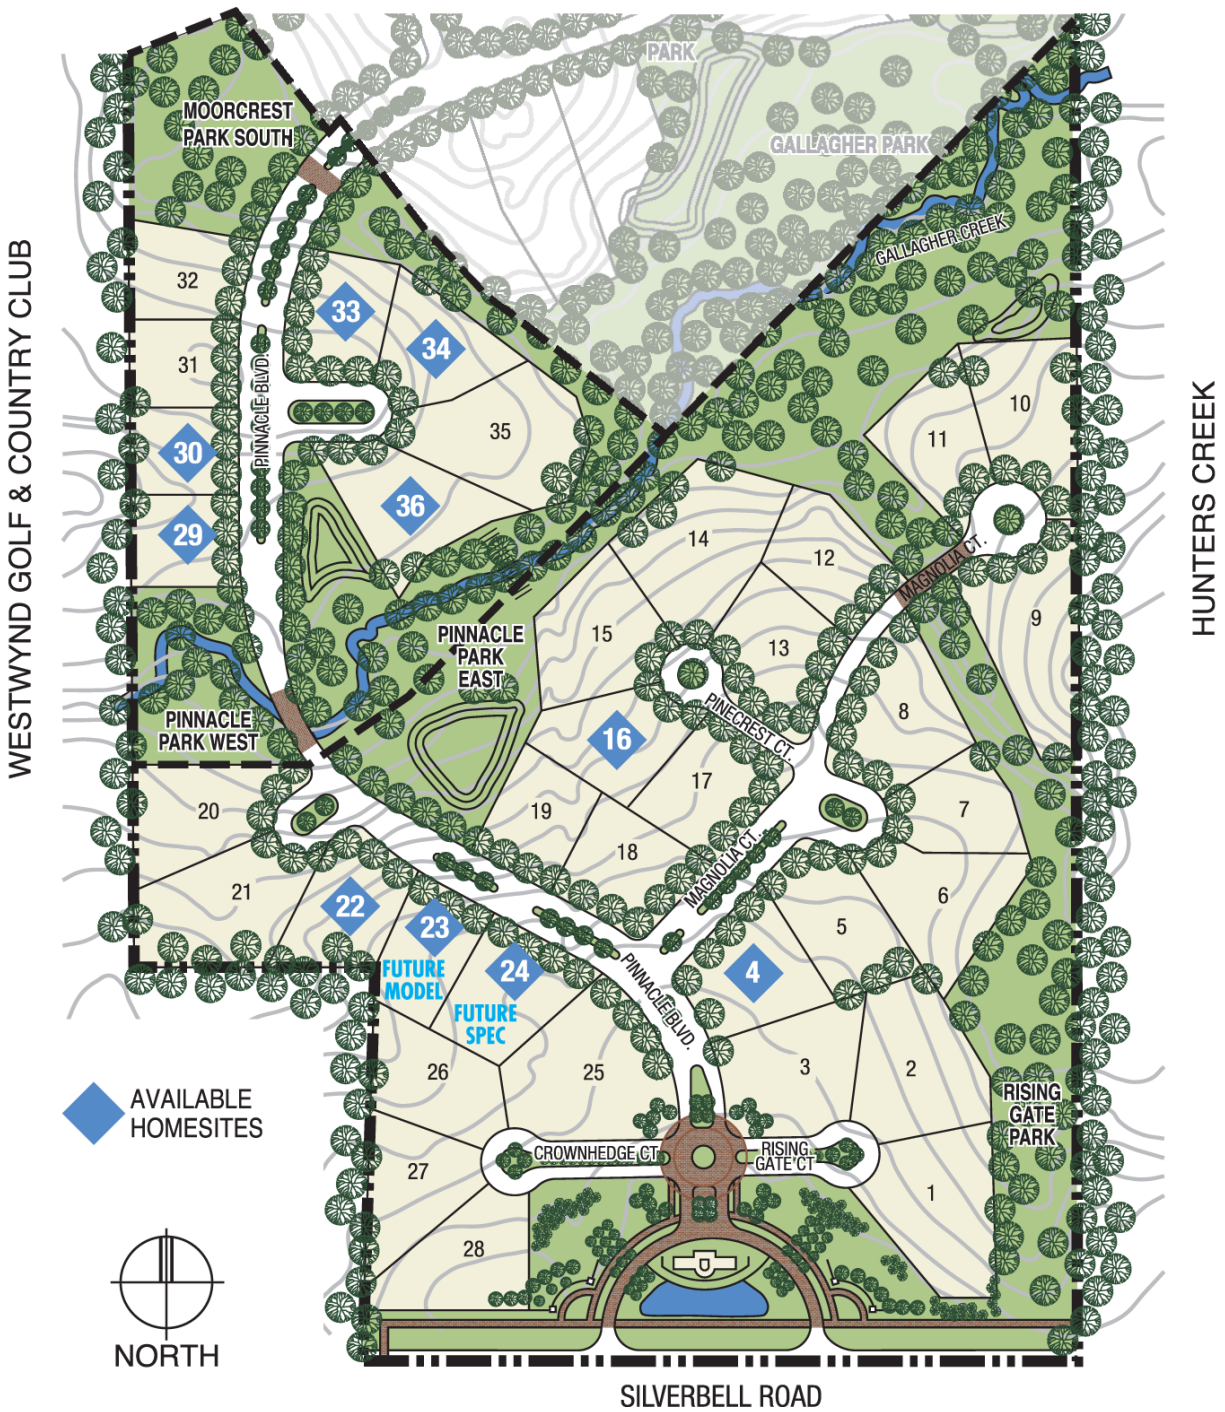 PARK
MOORCREST
PARK SOUTH
GALLAGHER PARK
GALLAGHER CREEK
WESTWYND GOLF & COUNTRY CLUB
HUNTERS CREEK
32
33
34
31
PINNACLE BLVD.
35
30
36
29
10
11
14
12
MAGNOLIA CT.
9
15
13
PINNACLE
PARK
EAST
PINECREST CT.
8
PINNACLE
PARK WEST
16
17
7
20
19
18
MAGNOLIA CT.
21
22
23
24
FUTURE
MODEL
FUTURE
SPEC
PINNACLE BLVD.
4
5
6
3
2
26
25
RISING
GATE
PARK
AVAILABLE
HOMESITES
CROWNHEDGE CT
RISING
GATE CT
27
1
28
NORTH
SILVERBELL ROAD